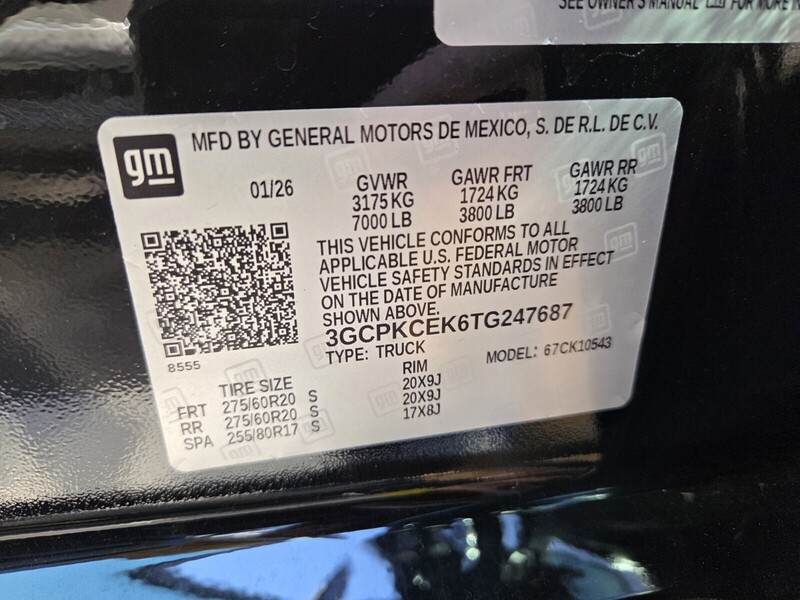 SEE OWNER'S MANUAL FOR MORE
gm
MFD BY GENERAL MOTORS DE MEXICO, S. DE R.L. DE C.V.
01/26 GVWR GAWR FRT GAWR RR
3175 KG 1724 KG 1724 KG
7000 LB 3800 LB 3800 LB
THIS VEHICLE CONFORMS TO ALL
APPLICABLE U.S. FEDERAL MOTOR
VEHICLE SAFETY STANDARDS IN EFFECT
ON THE DATE OF MANUFACTURE
SHOWN ABOVE.
3GCPKCEK6TG247687
8555 TYPE: TRUCK MODEL: 67CK10543
TIRE SIZE RIM
FRT 275/60R20 S 20X9J
RR 275/60R20 S 20X9J
SPA 255/80R17 S 17X8J